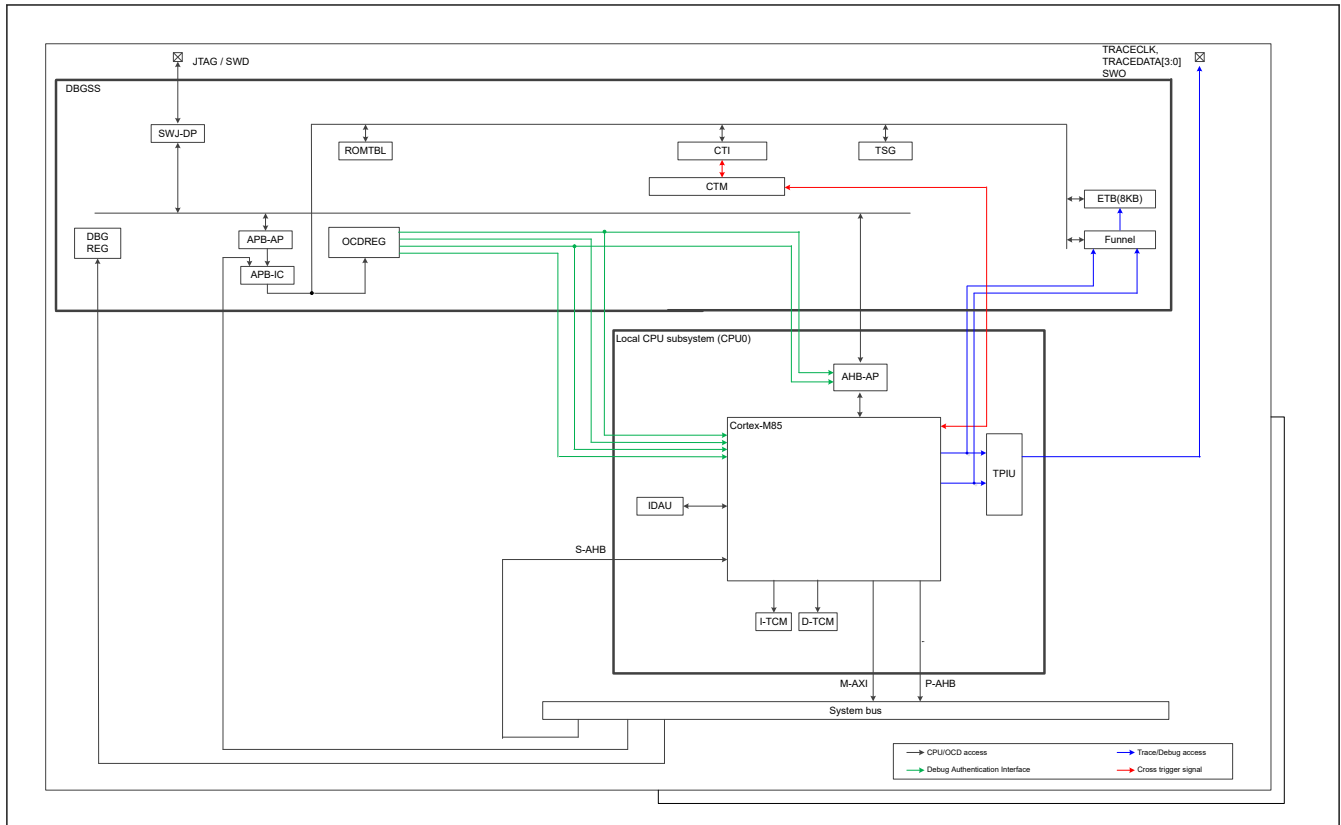 JTAG / SWD
TRACECLK,
TRACEDATA[3:0]
SWO
DBGSS
SWJ-DP
ROMTBL
CTI
TSG
CTM
ETB(8KB)
DBG
REG
APB-AP
OCDREG
Funnel
APB-IC
Local CPU subsystem (CPU0)
AHB-AP
Cortex-M85
TPIU
IDAU
S-AHB
I-TCM
D-TCM
-
M-AXI
P-AHB
System bus
CPU/OCD access
Trace/Debug access
Debug Authentication Interface
Cross trigger signal